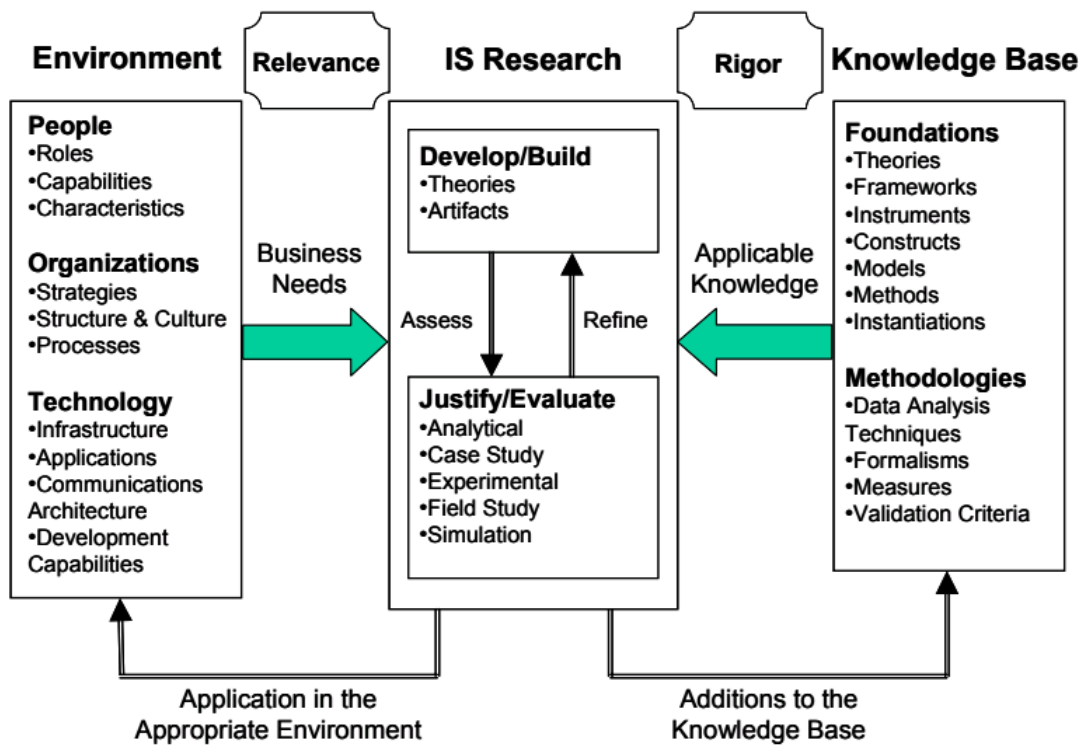 Environment
Relevance
IS Research
Rigor
Knowledge Base
People
•Roles
•Capabilities
•Characteristics
Organizations
•Strategies
•Structure & Culture
•Processes
Technology
•Infrastructure
•Applications
•Communications
Architecture
•Development
Capabilities
Business
Needs
Develop/Build
•Theories
•Artifacts
Assess
Refine
Justify/Evaluate
•Analytical
•Case Study
•Experimental
•Field Study
•Simulation
Applicable
Knowledge
Foundations
•Theories
•Frameworks
•Instruments
•Constructs
•Models
•Methods
•Instantiations
Methodologies
•Data Analysis
Techniques
•Formalisms
•Measures
•Validation Criteria
Application in the
Appropriate Environment
Additions to the
Knowledge Base